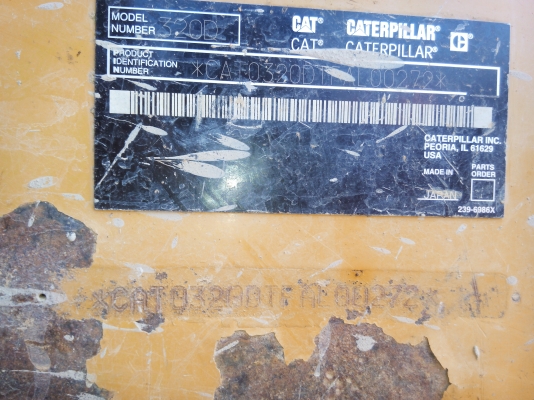 MODEL NUMBER 320D
CAT® CATERPILLAR® C
CAT® CATERPILLAR®
PRODUCT IDENTIFICATION NUMBER
CATERPILLAR INC.
PEORIA, IL 61629
USA
MADE IN
JAPAN
PARTS ORDER
239-6986X